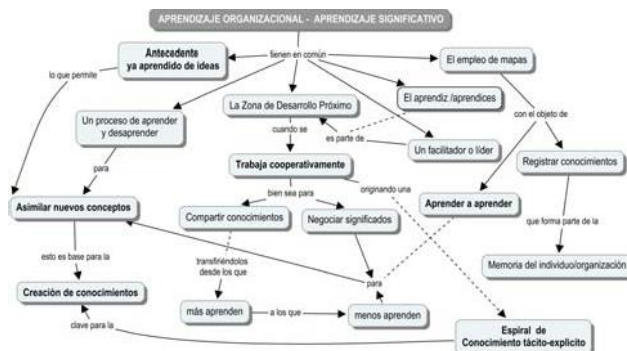 APRENDIZAJE ORGANIZACIONAL - APRENDIZAJE SIGNIFICATIVO
Antecedente
ya aprendido de ideas
tienen en común
El empleo de mapas
lo que permite
El aprendiz /aprendices
La Zona de Desarrollo Próximo
Un proceso de aprender
y desaprender
con el objeto de
cuando se
es parte de
Un facilitador o líder
para
Trabaja cooperativamente
Registrar conocimientos
bien sea para
originando una
Asimilar nuevos conceptos
Compartir conocimientos
Negociar significados
Aprender a aprender
que forma parte de la
esto es base para la
transfiriéndolos
desde los que
Memoria del individuo/organización
para
Creación de conocimientos
más aprenden
a los que
menos aprenden
clave para la
Espiral de
Conocimiento tácito-explicito